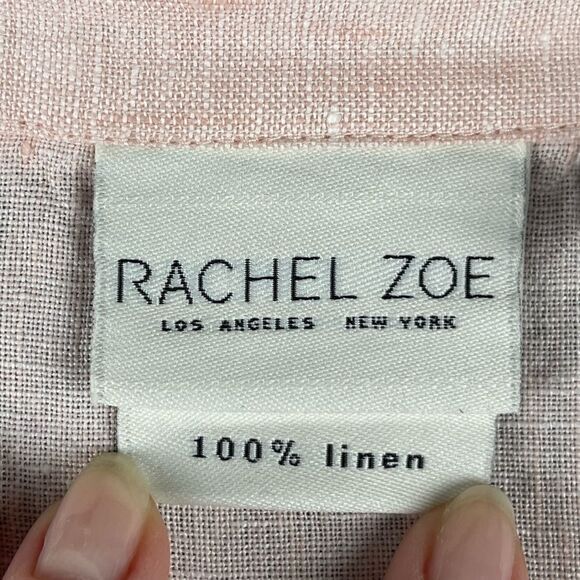 RACHEL ZOE
LOS ANGELES NEW YORK
100% linen